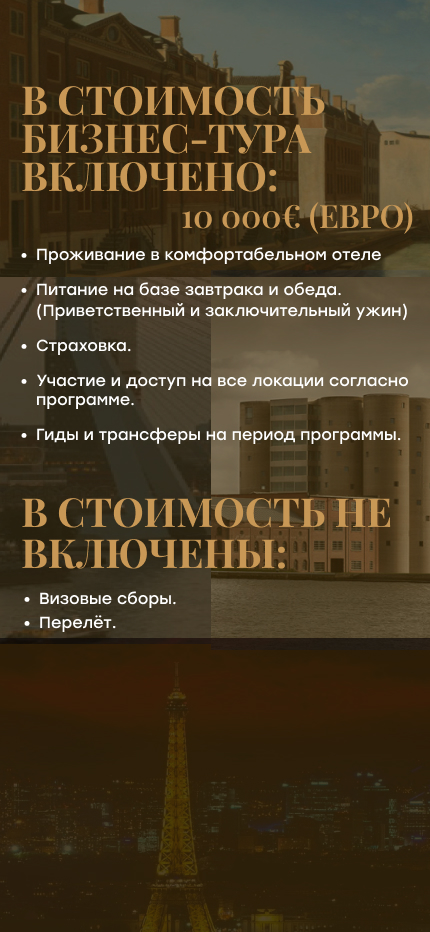 В СТОИМОСТЬ
БИЗНЕС-ТУРА
ВКЛЮЧЕНО:
10 000€ (ЕВРО)
• Проживание в комфортабельном отеле
• Питание на базе завтрака и обеда.
(Приветственный и заключительный ужин)
• Страховка.
• Участие и доступ на все локации согласно
программе.
• Гиды и трансферы на период программы.
В СТОИМОСТЬ НЕ
ВКЛЮЧЕНЫ:
• Визовые сборы.
• Перелёт.